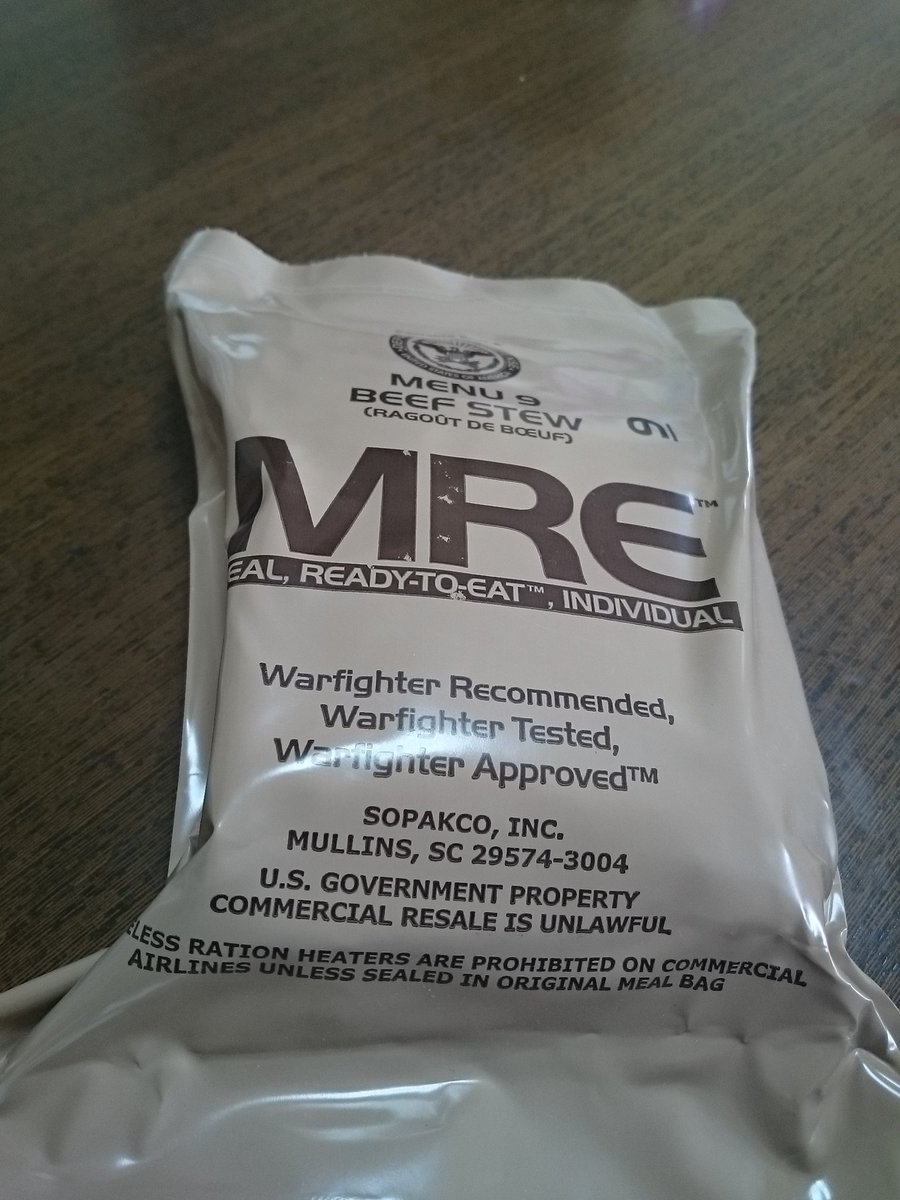 MENU 9
BEEF STEW
(RAGOÛT DE BŒUF)
9
MRE™
EAL, READY-TO-EAT™, INDIVIDUAL
Warfighter Recommended,
Warfighter Tested,
Warfighter Approved™
SOPAKCO, INC.
MULLINS, SC 29574-3004
U.S. GOVERNMENT PROPERTY
COMMERCIAL RESALE IS UNLAWFUL
ELESS RATION HEATERS ARE PROHIBITED ON COMMERCIAL
AIRLINES UNLESS SEALED IN ORIGINAL MEAL BAG